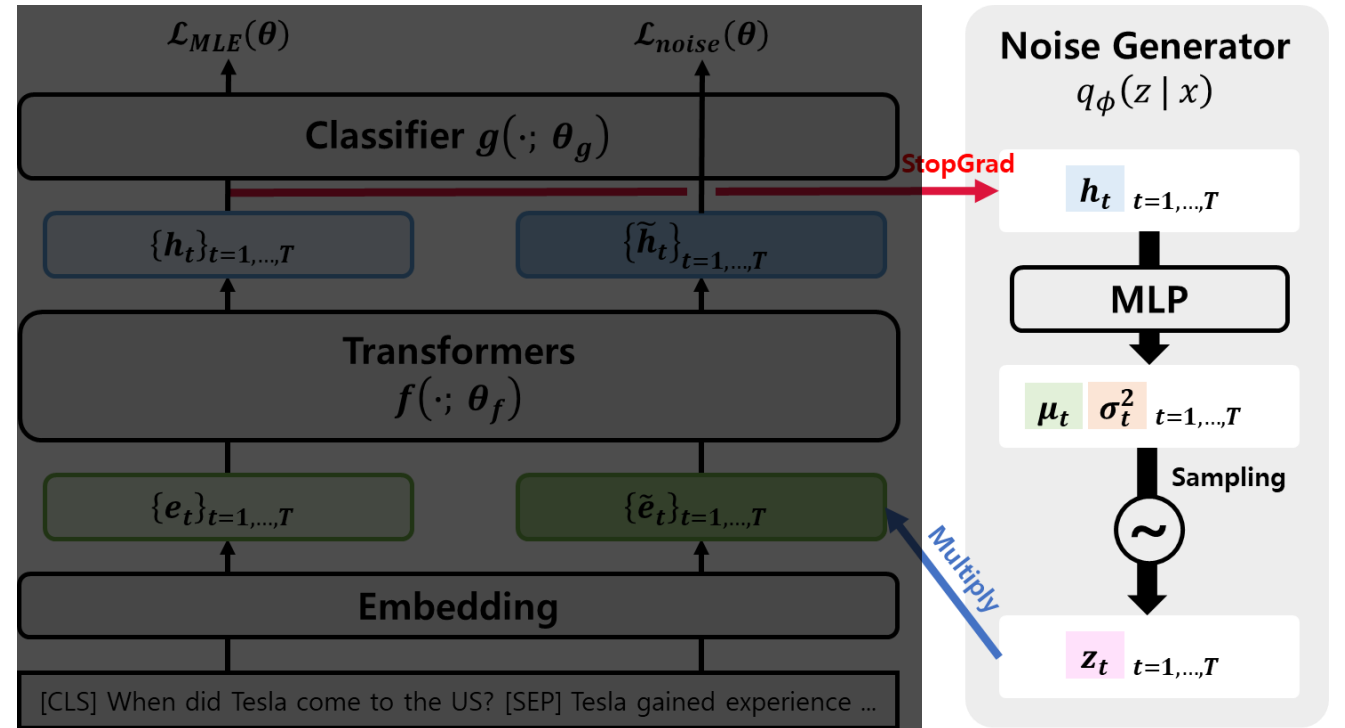 ℒ_MLE(θ)
ℒ_noise(θ)
Classifier g(·; θ_g)
{h_t}_t=1,…,T
{h̃_t}_t=1,…,T
Transformers
f(·; θ_f)
{e_t}_t=1,…,T
{ẽ_t}_t=1,…,T
Embedding
[CLS] When did Tesla come to the US? [SEP] Tesla gained experience ...
StopGrad
Multiply
Noise Generator
q_ϕ(z | x)
h_t t=1,…,T
MLP
μ_t σ_t^2 t=1,…,T
Sampling
~
z_t t=1,…,T